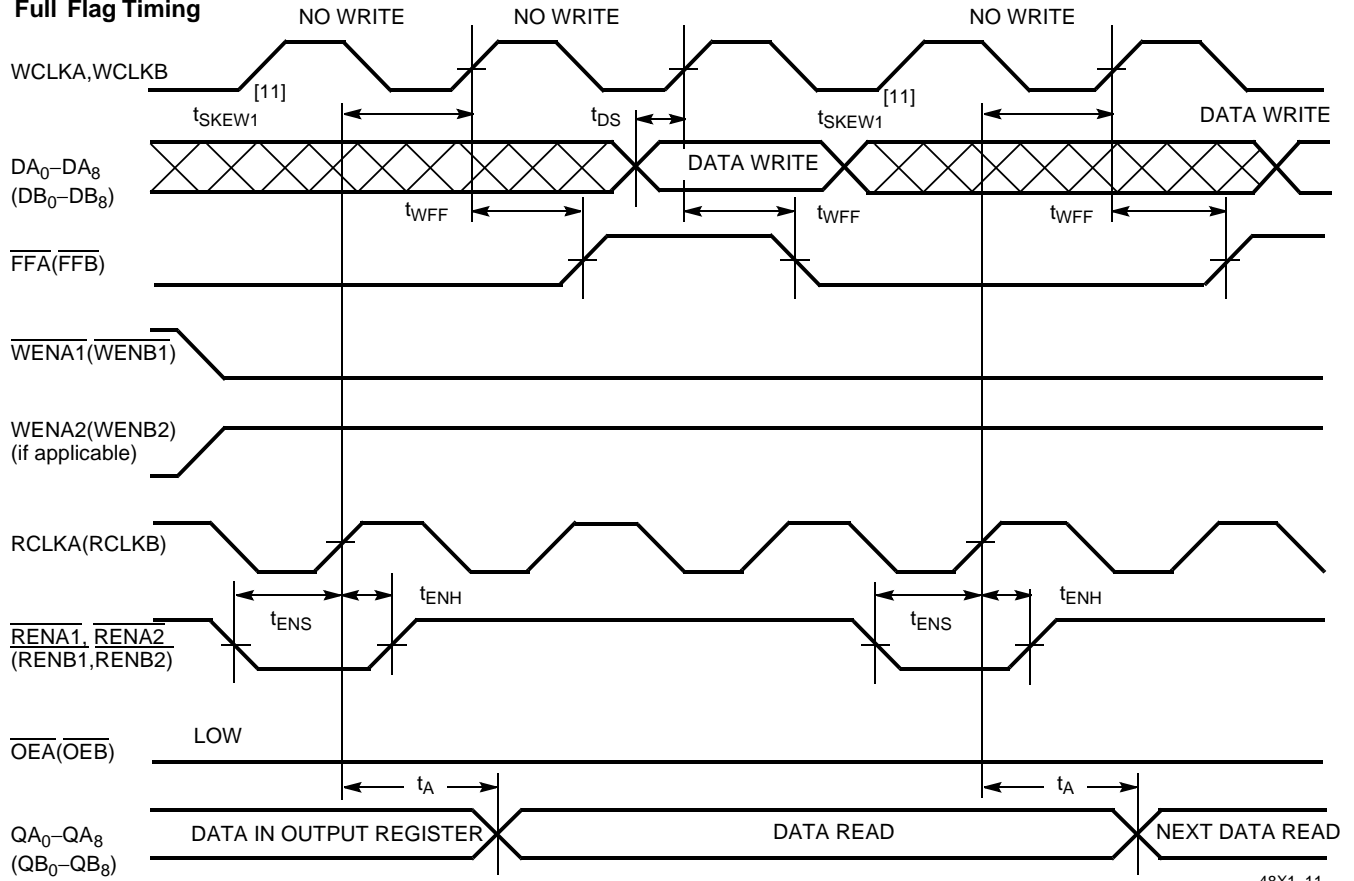 Full Flag Timing
NO WRITE
NO WRITE
NO WRITE
WCLKA,WCLKB
[11]
tSKEW1
tDS
tSKEW1
[11]
DATA WRITE
DA0–DA8
(DB0–DB8)
DATA WRITE
tWFF
tWFF
tWFF
FFA(FFB)
WENA1(WENB1)
WENA2(WENB2)
(if applicable)
RCLKA(RCLKB)
tENS
tENH
tENS
tENH
RENA1, RENA2
(RENB1,RENB2)
LOW
OEA(OEB)
tA
tA
QA0–QA8
(QB0–QB8)
DATA IN OUTPUT REGISTER
DATA READ
NEXT DATA READ